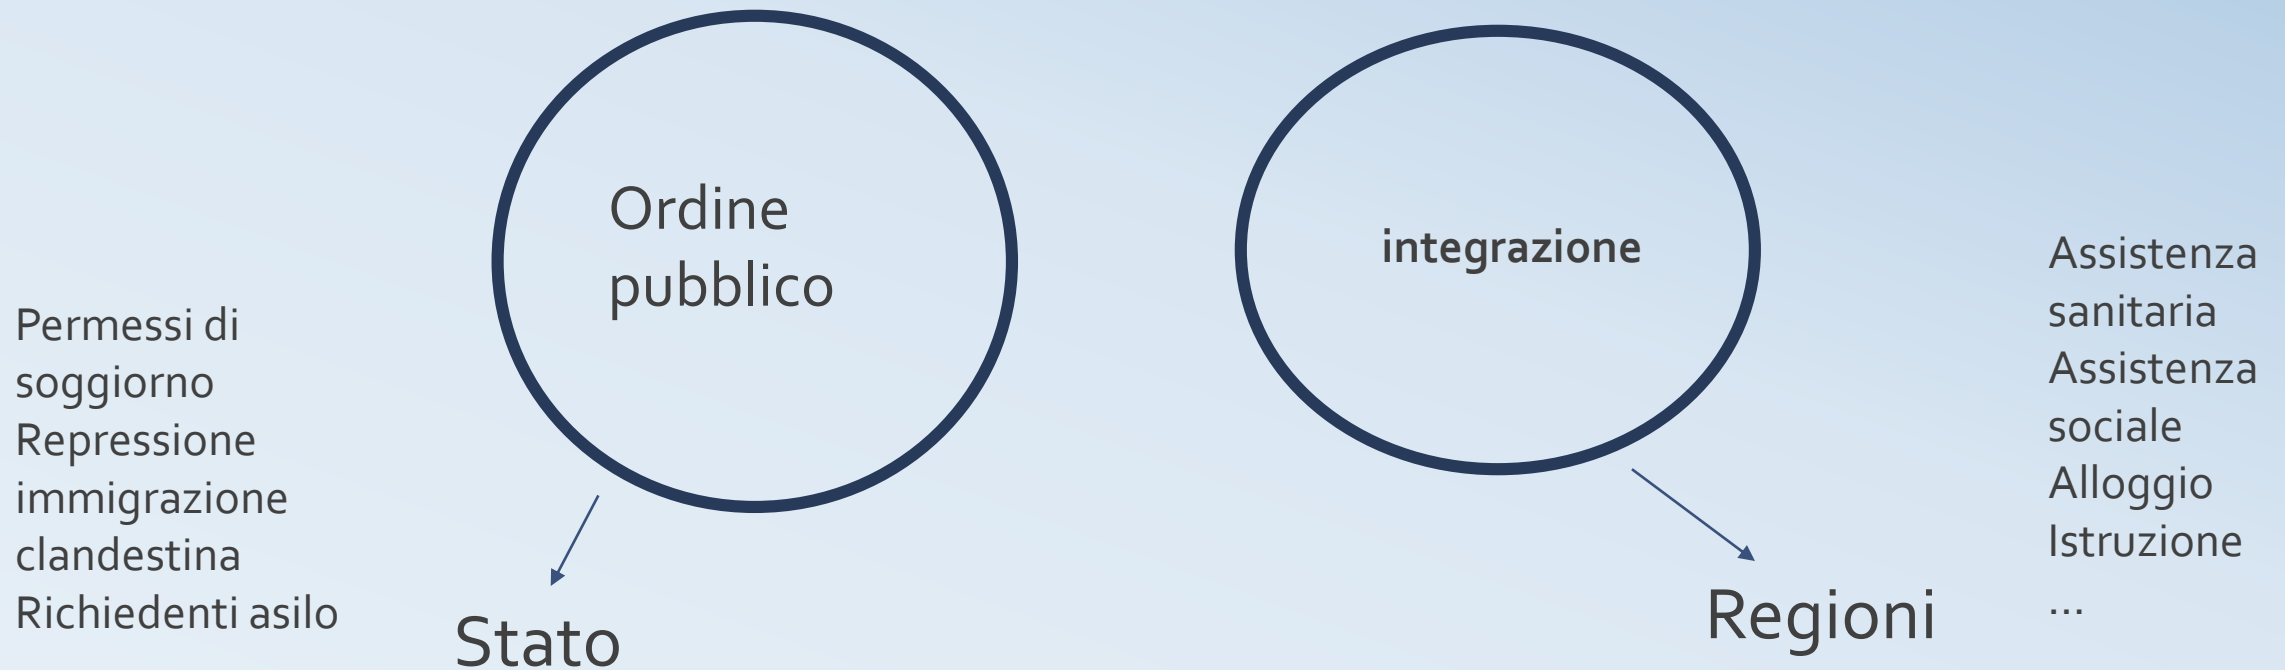 Ordine
pubblico
integrazione
Permessi di
soggiorno
Repressione
immigrazione
clandestina
Richiedenti asilo
Stato
Regioni
Assistenza
sanitaria
Assistenza
sociale
Alloggio
Istruzione
...